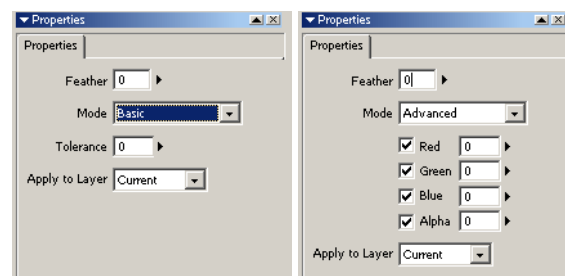 Properties
Properties
Feather 0
Mode Basic
Tolerance 0
Apply to Layer Current
Properties
Properties
Feather 0
Mode Advanced
Red 0
Green 0
Blue 0
Alpha 0
Apply to Layer Current